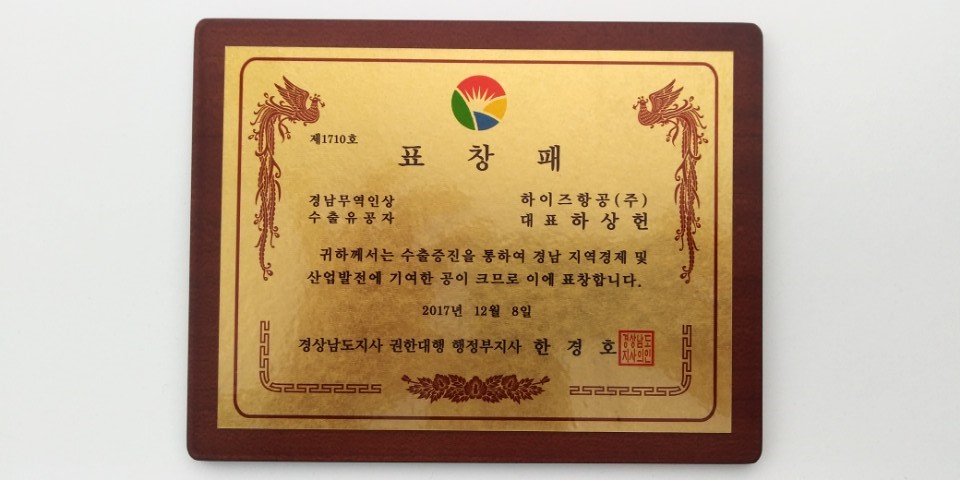 제1710호
표 창 패
경남무역인상 하이즈항공(주)
수출유공자 대표 하상헌
귀하께서는 수출증진을 통하여 경남 지역경제 및
산업발전에 기여한 공이 크므로 이에 표창합니다.
2017년 12월 8일
경상남도지사 권한대행 행정부지사 한 경 호
경상남도
지사의인